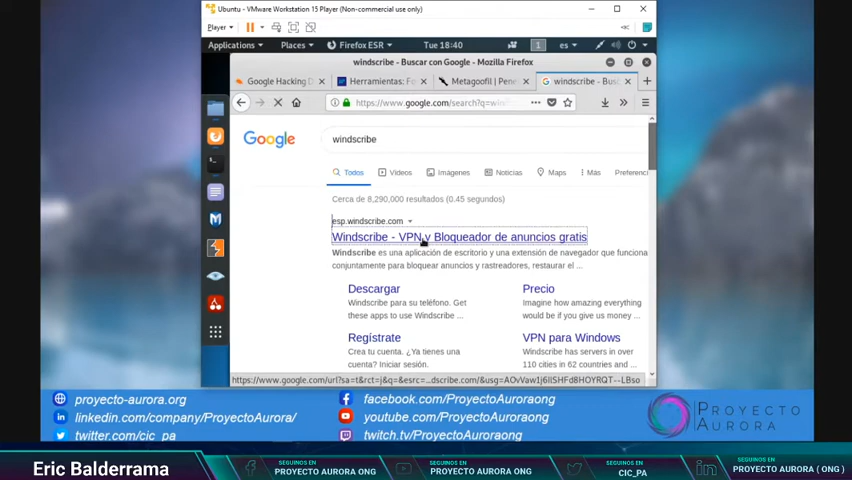 Ubuntu - VMware Workstation 15 Player (Non-commercial use only)
Player
Applications Places Firefox ESR Tue 18:40 1 es
windscribe - Buscar con Google - Mozilla Firefox
Google Hacking D Herramientas: Fo Metagoofil | Pene windscribe - Bus
https://www.google.com/search?q=win
Google windscribe
Todos Videos Imágenes Noticias Maps Más Preferenc
Cerca de 8,290,000 resultados (0.45 segundos)
esp.windscribe.com
Windscribe - VPN y Bloqueador de anuncios gratis
Windscribe es una aplicación de escritorio y una extensión de navegador que funciona
conjuntamente para bloquear anuncios y rastreadores, restaurar el ...
Descargar
Windscribe para su teléfono. Get
these apps to use Windscribe ...
Precio
Imagine how amazing everything
would be if you give us money ...
Regístrate
Crea tu cuenta. ¿Ya tienes una
cuenta? Iniciar sesión.
VPN para Windows
Windscribe has servers in over
110 cities in 62 countries and ...
https://www.google.com/url?sa=t&rct=j&q=&esrc=...dscribe.com/&usg=AOvVaw1j6IISHFd8HOYRQT--LBso
proyecto-aurora.org
linkedin.com/company/ProyectoAurora/
twitter.com/cic_pa
facebook.com/ProyectoAuroraong
youtube.com/ProyectoAuroraong
twitch.tv/ProyectoAuroraong
PROYECTO
AURORA
Eric Balderrama
SEGUINOS EN
PROYECTO AURORA ONG
SEGUINOS EN
PROYECTO AURORA ONG
SEGUINOS EN
CIC_PA
SEGUINOS EN
PROYECTO AURORA ( ONG )